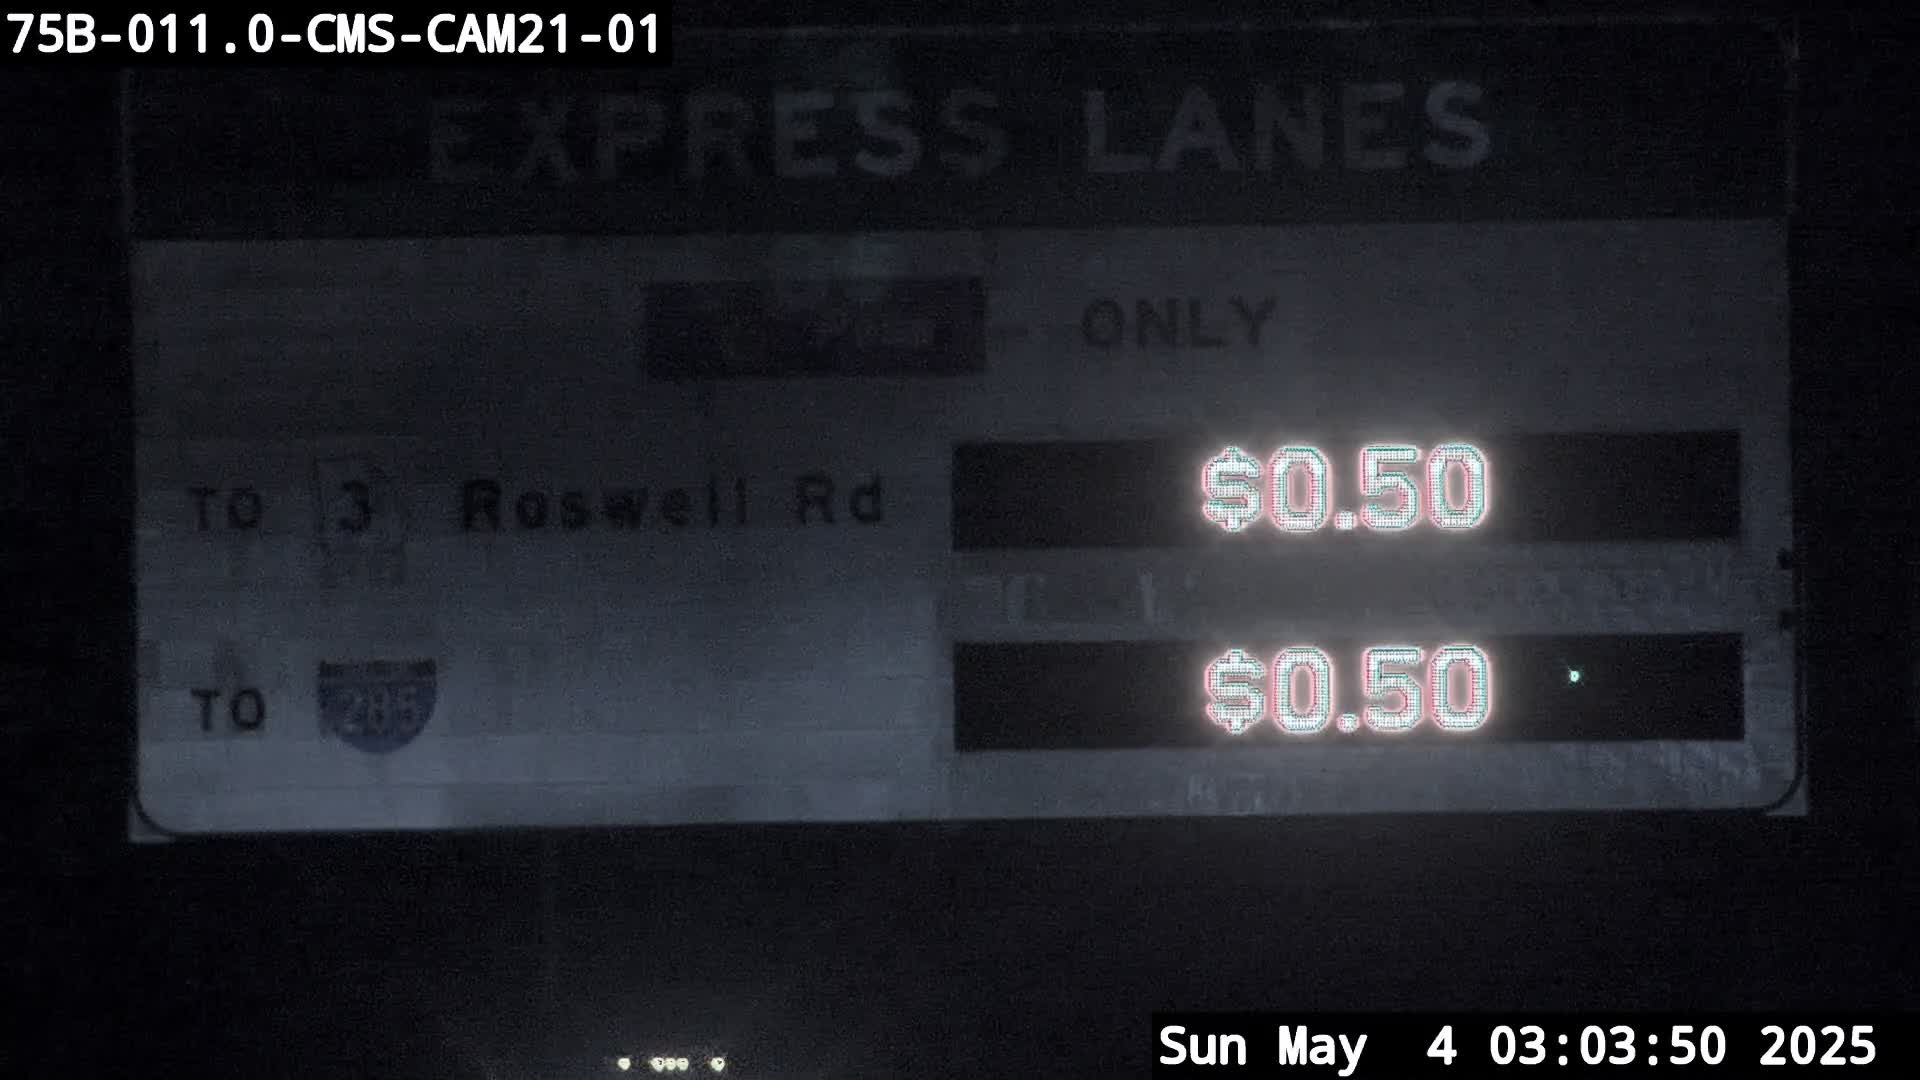 75B-011.0-CMS-CAM21-01
EXPRESS LANES
ONLY
TO 3 Roswell Rd $0.50
TO 285 $0.50
Sun May 4 03:03:50 2025